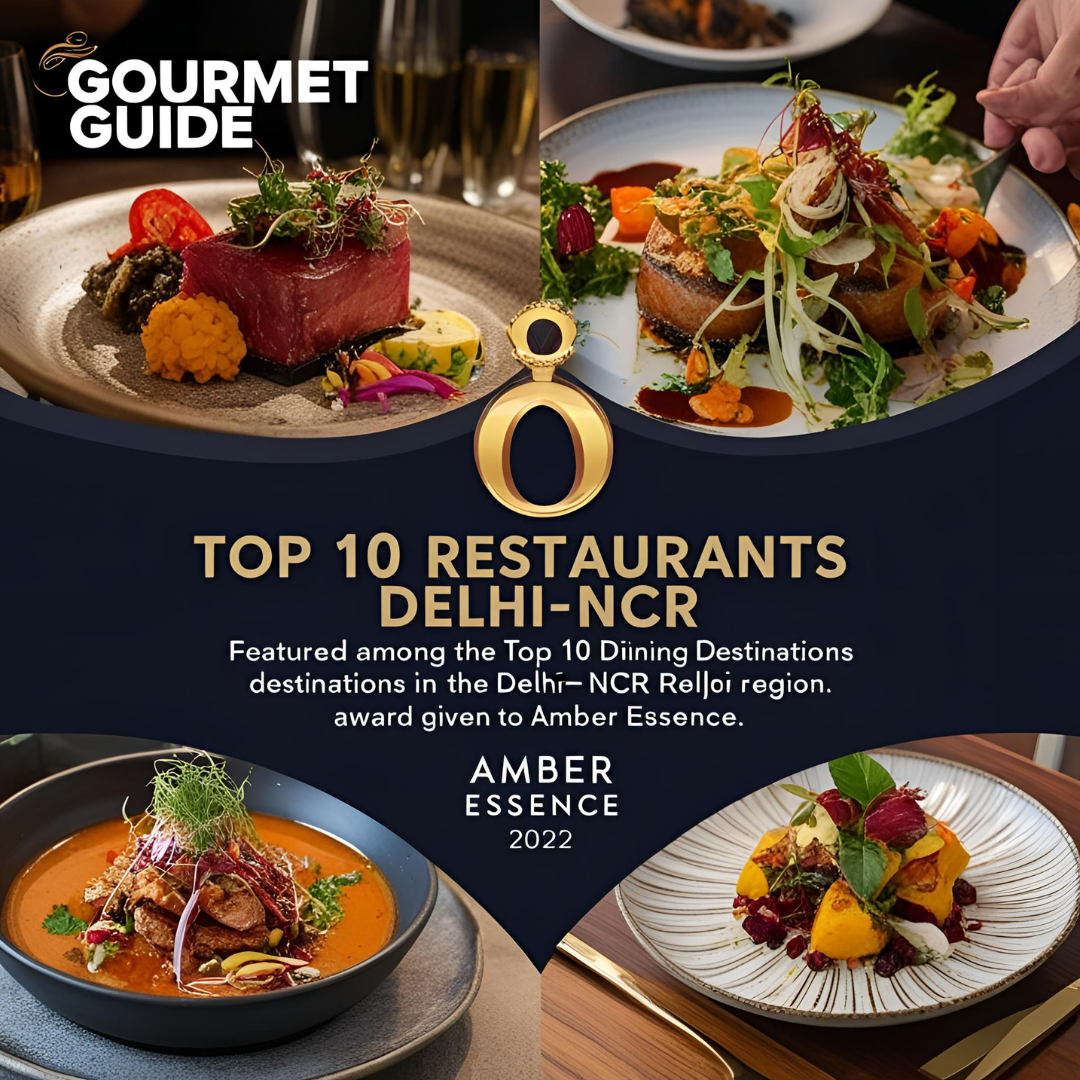 GOURMET
GUIDE
TOP 10 RESTAURANTS
DELHI-NCR
Featured among the Top 10 Diining Destinations
destinations in the Delhi– NCR region.
award given to Amber Essence.
AMBER
ESSENCE
2022